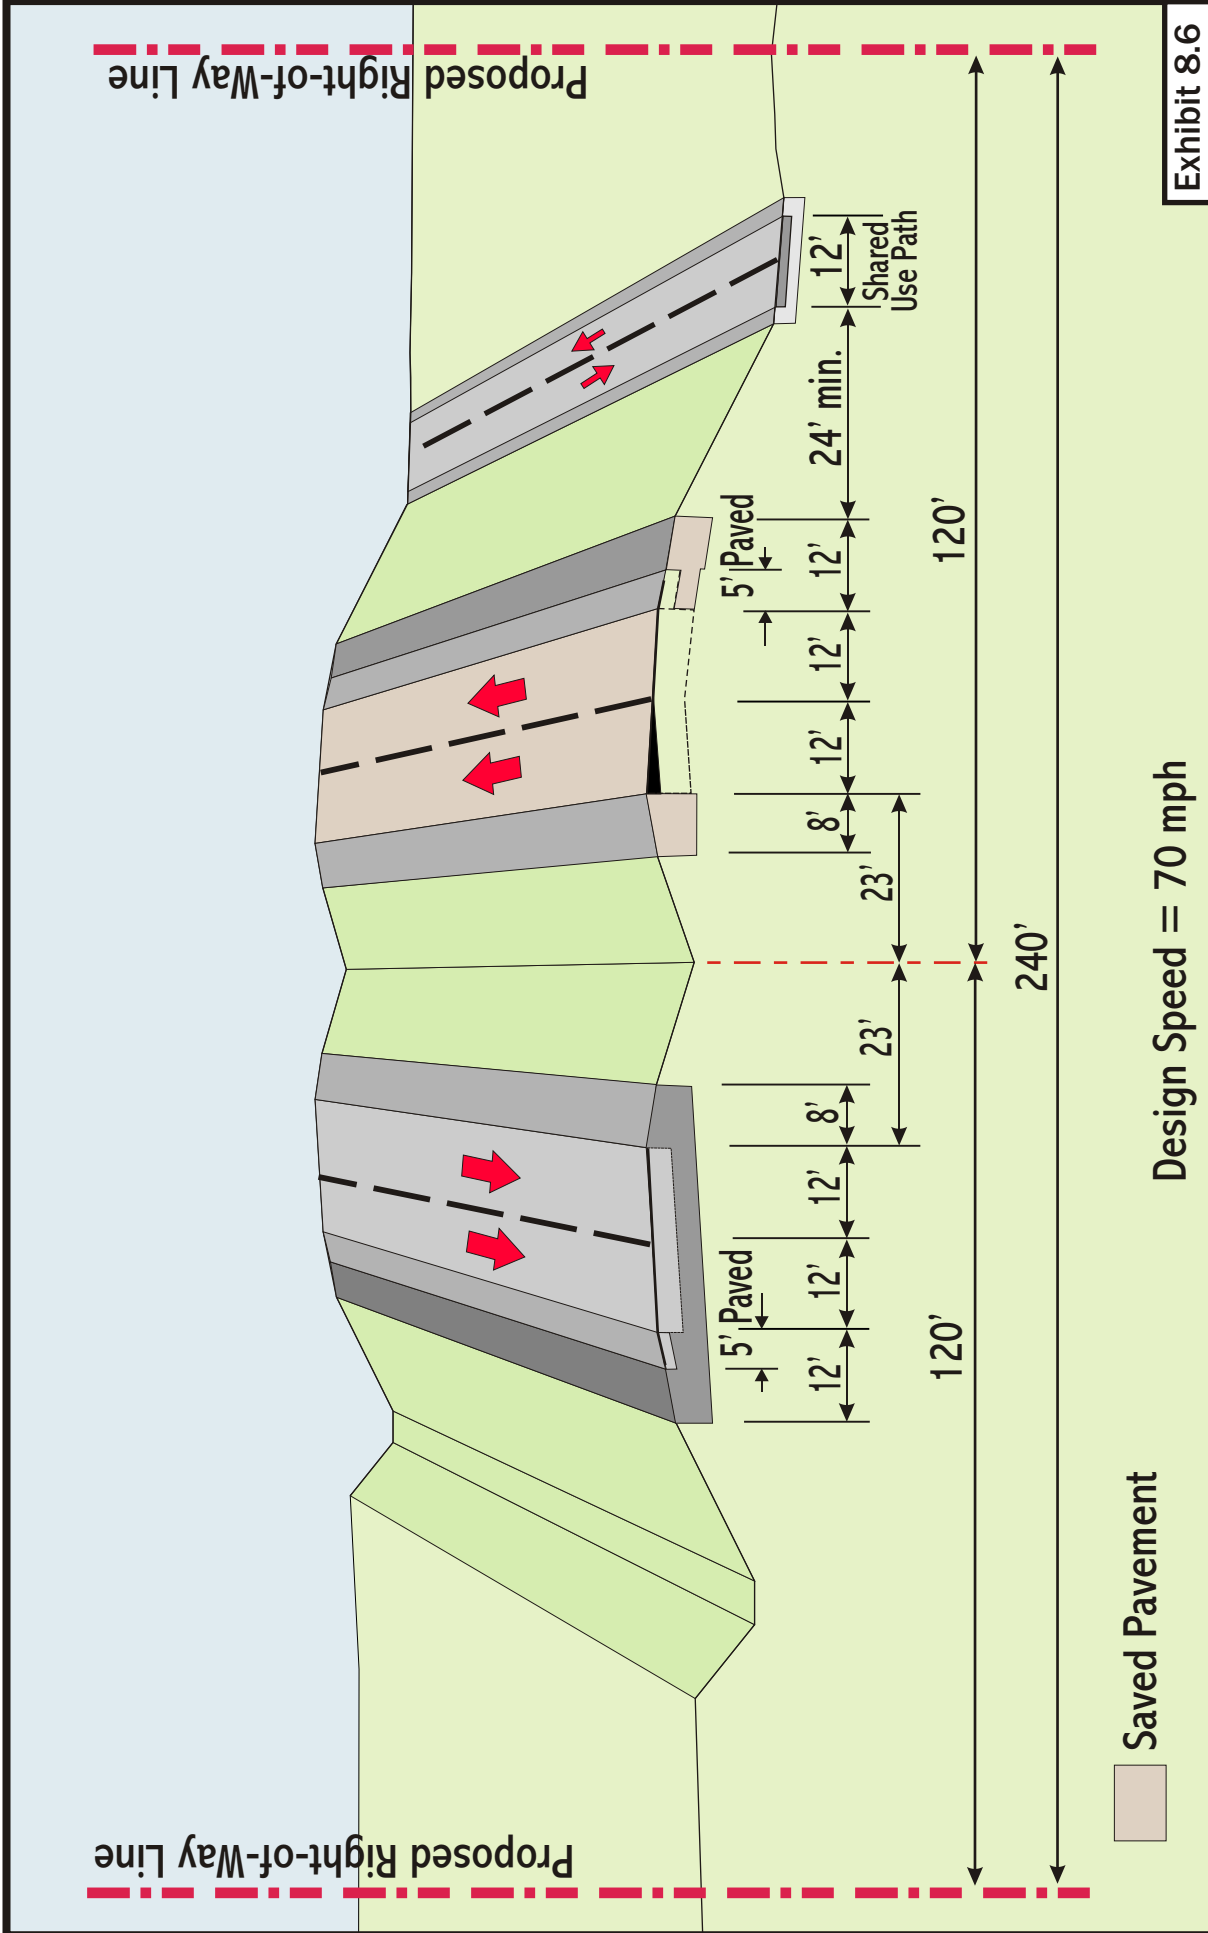 Proposed Right-of-Way Line
Proposed Right-of-Way Line
5' Paved
5' Paved
12'
12'
12'
8'
8'
12'
12'
12'
24' min.
12'
Shared
Use Path
23'
23'
120'
120'
240'
Saved Pavement
Design Speed = 70 mph
Exhibit 8.6